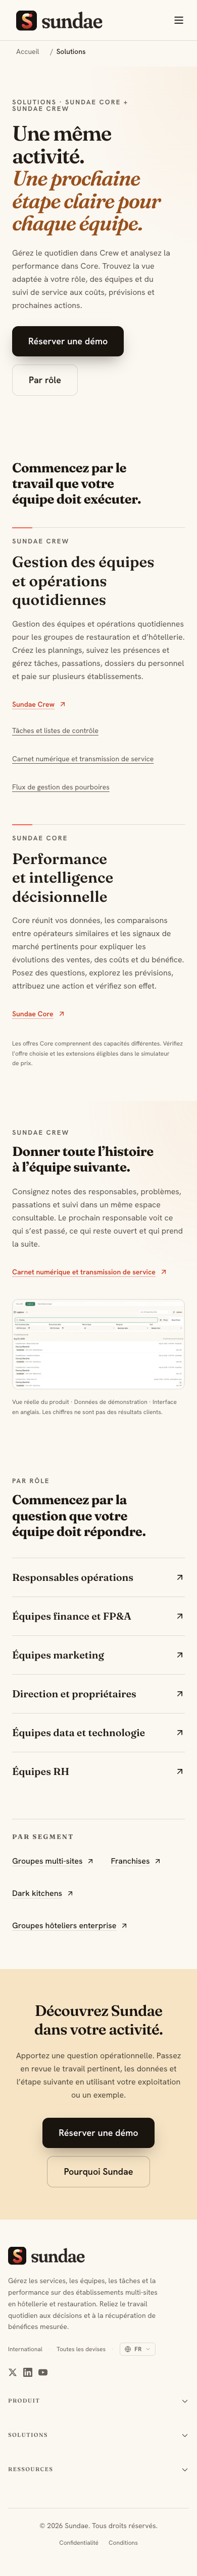 sundae
Accueil / Solutions
SOLUTIONS · SUNDAE CORE +
SUNDAE CREW
Une même
activité.
Une prochaine
étape claire pour
chaque équipe.
Gérez le quotidien dans Crew et analysez la
performance dans Core. Trouvez la vue
adaptée à votre rôle, des équipes et du
suivi de service aux coûts, prévisions et
prochaines actions.
Réserver une démo
Par rôle
Commencez par le
travail que votre
équipe doit exécuter.
SUNDAE CREW
Gestion des équipes
et opérations
quotidiennes
Gestion des équipes et opérations quotidiennes
pour les groupes de restauration et d'hôtellerie.
Créez les plannings, suivez les présences et
gérez tâches, passations, dossiers du personnel
et paie sur plusieurs établissements.
Sundae Crew
Tâches et listes de contrôle
Carnet numérique et transmission de service
Flux de gestion des pourboires
SUNDAE CORE
Performance
et intelligence
décisionnelle
Core réunit vos données, les comparaisons
entre opérateurs similaires et les signaux de
marché pertinents pour expliquer les
évolutions des ventes, des coûts et du bénéfice.
Posez des questions, explorez les prévisions,
attribuez une action et vérifiez son effet.
Sundae Core
Les offres Core comprennent des capacités différentes. Vérifiez
l'offre choisie et les extensions éligibles dans le simulateur
de prix.
SUNDAE CREW
Donner toute l'histoire
à l'équipe suivante.
Consignez notes des responsables, problèmes,
passations et suivi dans un même espace
consultable. Le prochain responsable voit ce
qui s'est passé, ce qui reste ouvert et qui prend
la suite.
Carnet numérique et transmission de service
Vue réelle du produit · Données de démonstration · Interface
en anglais. Les chiffres ne sont pas des résultats clients.
PAR RÔLE
Commencez par la
question que votre
équipe doit répondre.
Responsables opérations
Équipes finance et FP&A
Équipes marketing
Direction et propriétaires
Équipes data et technologie
Équipes RH
PAR SEGMENT
Groupes multi-sites
Franchises
Dark kitchens
Groupes hôteliers enterprise
Découvrez Sundae
dans votre activité.
Apportez une question opérationnelle. Passez
en revue le travail pertinent, les données et
l'étape suivante en utilisant votre exploitation
ou un exemple.
Réserver une démo
Pourquoi Sundae
sundae
Gérez les services, les équipes, les tâches et la
performance sur des établissements multi-sites
en hôtellerie et restauration. Reliez le travail
quotidien aux décisions et à la récupération de
bénéfices mesurée.
International Toutes les devises FR
PRODUIT
SOLUTIONS
RESSOURCES
© 2026 Sundae. Tous droits réservés.
Confidentialité Conditions